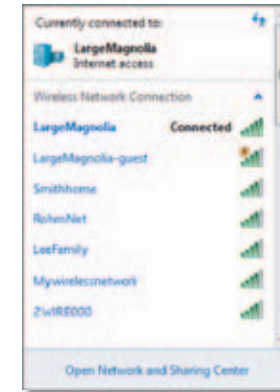 Currently connected to:
LargeMagnolia
Internet access
Wireless Network Connection
LargeMagnolia Connected
LargeMagnolia-guest
Smithhome
RohmNet
LeeFamily
Mywirelessnetwork
2WIRE000
Open Network and Sharing Center